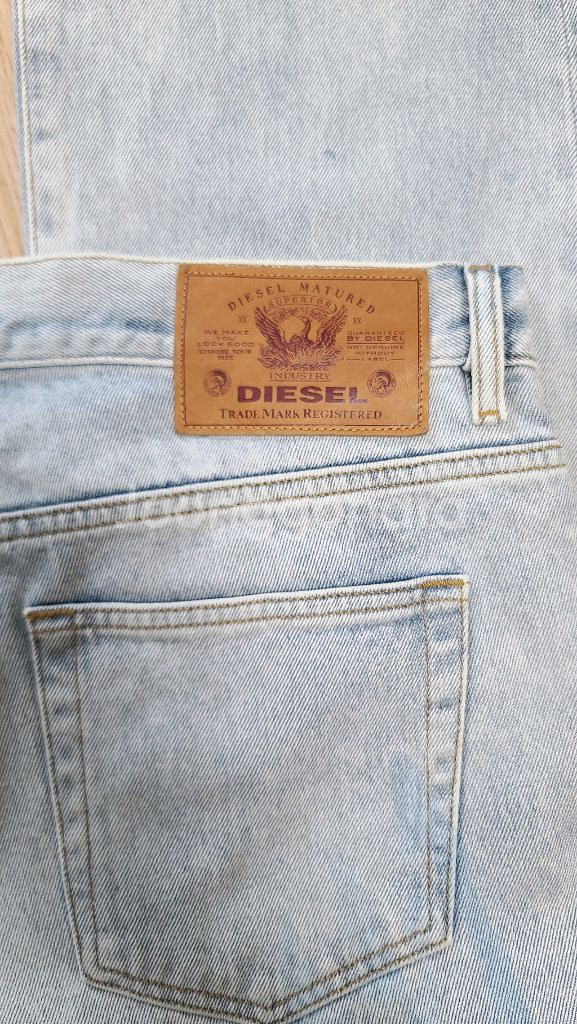 DIESEL MATURED
SUPERIOR
XX XX
WE MAKE
YOU
LOOK GOOD
CHOOSE YOUR
SIZE
GUARANTEED
BY DIESEL
NOT GENUINE
WITHOUT
LABEL
INDUSTRY
DIESEL
TRADE MARK REGISTERED